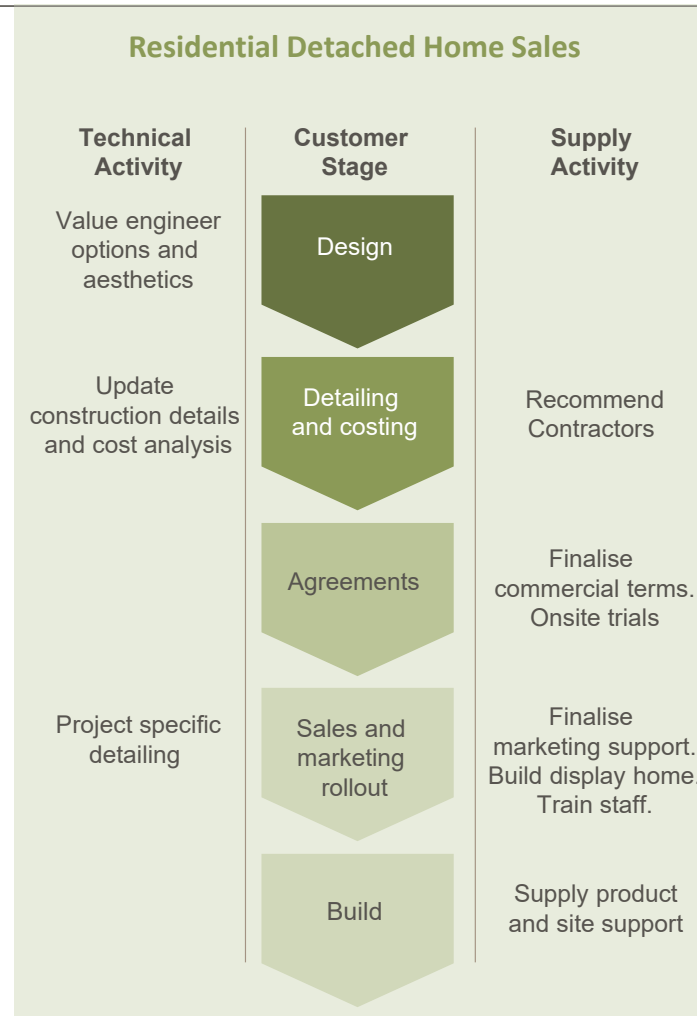 Residential Detached Home Sales
Technical
Activity
Customer
Stage
Supply
Activity
Value engineer
options and
aesthetics
Design
Update
construction details
and cost analysis
Detailing
and costing
Recommend
Contractors
Agreements
Finalise
commercial terms.
Onsite trials
Project specific
detailing
Sales and
marketing
rollout
Finalise
marketing support.
Build display home.
Train staff.
Build
Supply product
and site support